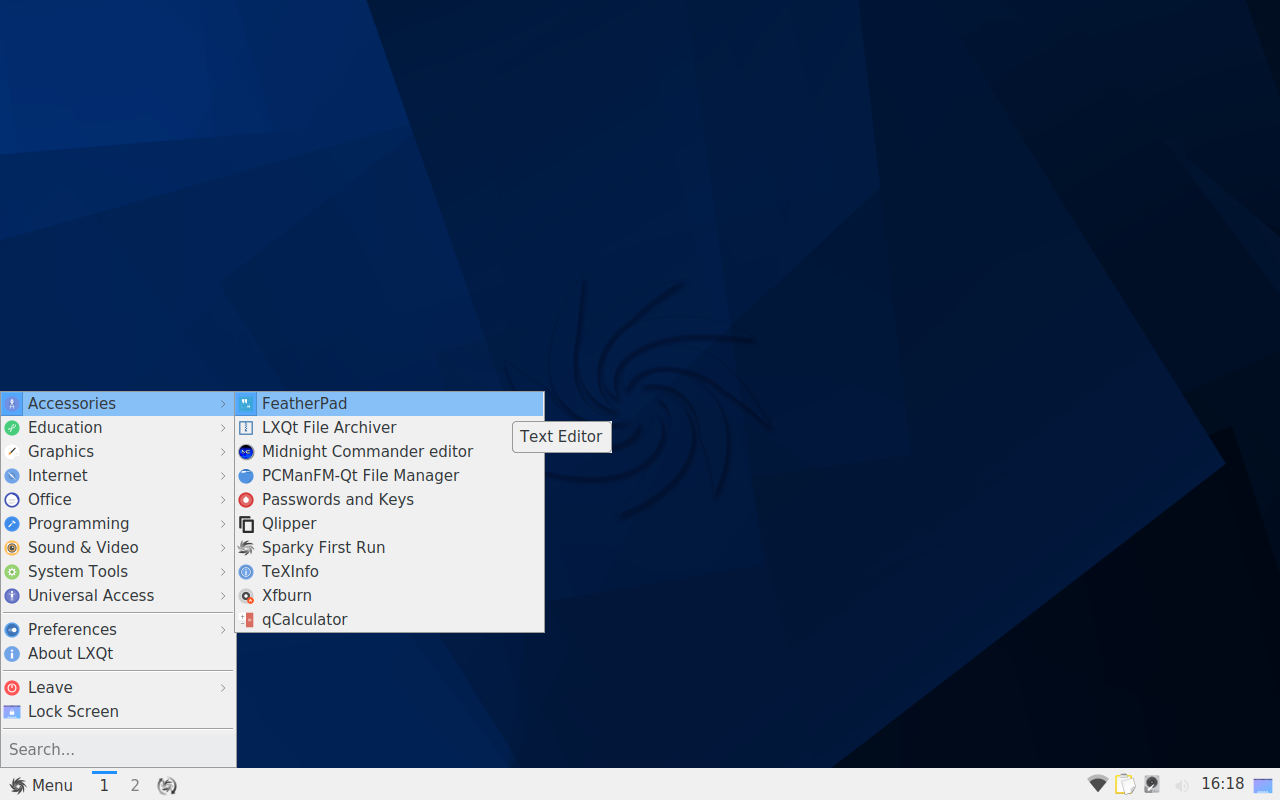 Accessories
Education
Graphics
Internet
Office
Programming
Sound & Video
System Tools
Universal Access
Preferences
About LXQt
Leave
Lock Screen
Search...
FeatherPad
LXQt File Archiver
Midnight Commander editor
PCManFM-Qt File Manager
Passwords and Keys
Qlipper
Sparky First Run
TeXInfo
Xfburn
qCalculator
Text Editor
Menu 1 2 16:18